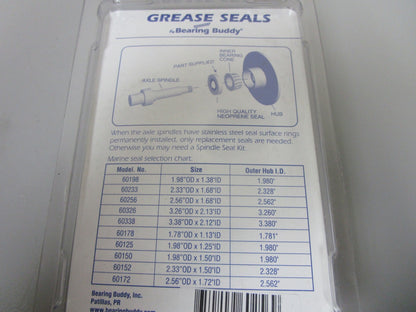 GREASE SEALS
by Bearing Buddy®
INNER
BEARING
CONE
PART SUPPLIED
AXLE SPINDLE
HUB
HIGH QUALITY
NEOPRENE SEAL
When the axle spindles have stainless steel seal surface rings
permanently installed, only replacement seals are needed.
Otherwise you may need a Spindle Seal Kit.
Marine seal selection chart:
Model. No. Size Outer Hub I.D.
60198 1.98"OD x 1.38"ID 1.980"
60233 2.33"OD x 1.68"ID 2.328"
60256 2.56"OD x 1.68"ID 2.562"
60326 3.26"OD x 2.13"ID 3.260"
60338 3.38"OD x 2.13"ID 3.380"
60178 1.78"OD x 1.13"ID 1.781"
60125 1.98"OD x 1.25"ID 1.980"
60150 1.98"OD x 1.50"ID 1.980"
60152 2.33"OD x 1.50"ID 2.328"
60172 2.56"OD x 1.72"ID 2.562"
Bearing Buddy, Inc.
Patillas, PR
www.bearingbuddy.com